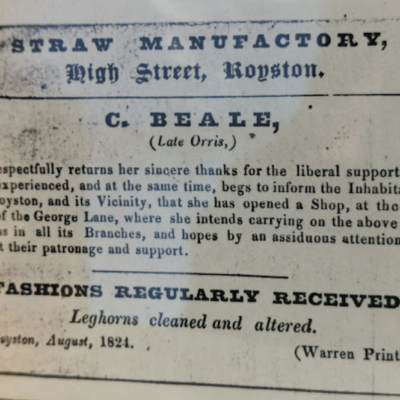 STRAW MANUFACTORY,
High Street, Royston.
C. BEALE,
(Late Orris,)
espectfully returns her sincere thanks for the liberal support
experienced, and at the same time, begs to inform the Inhabita
oyston, and its Vicinity, that she has opened a Shop, at the
of the George Lane, where she intends carrying on the above
ss in all its Branches, and hopes by an assiduous attention
t their patronage and support.
FASHIONS REGULARLY RECEIVED
Leghorns cleaned and altered.
oyston, August, 1824.
(Warren Print